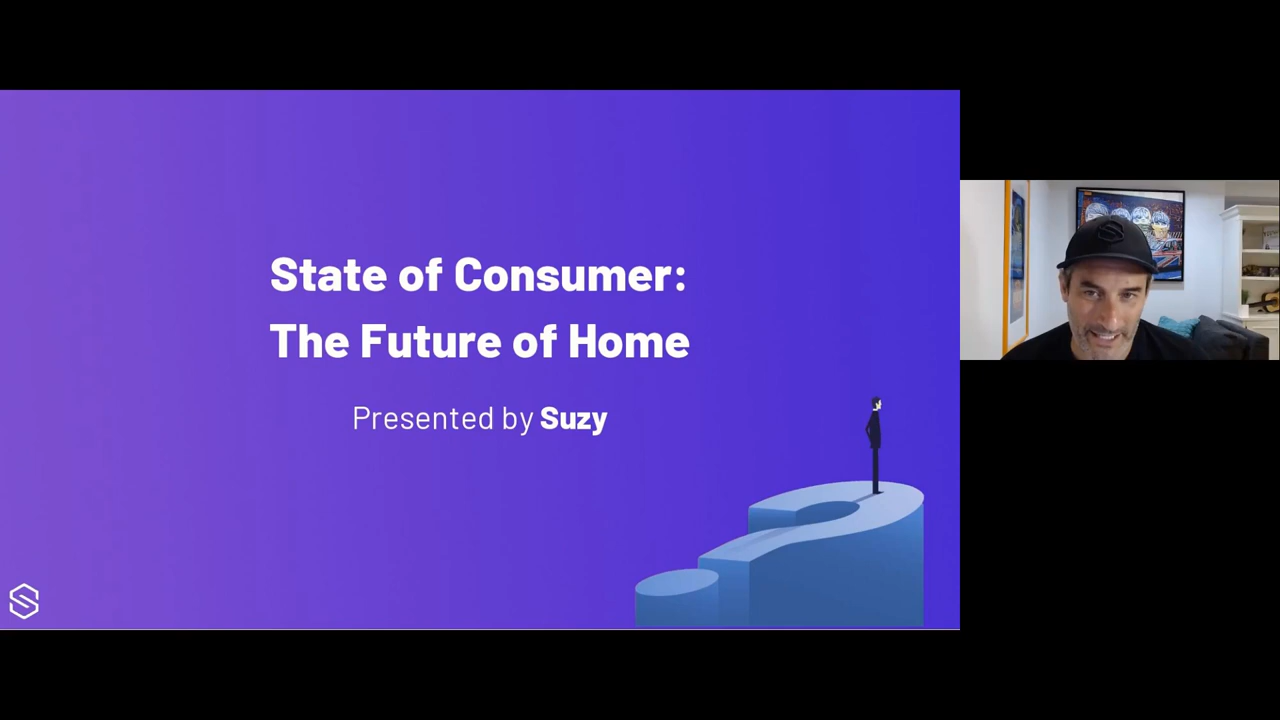 State of Consumer:
The Future of Home
Presented by Suzy